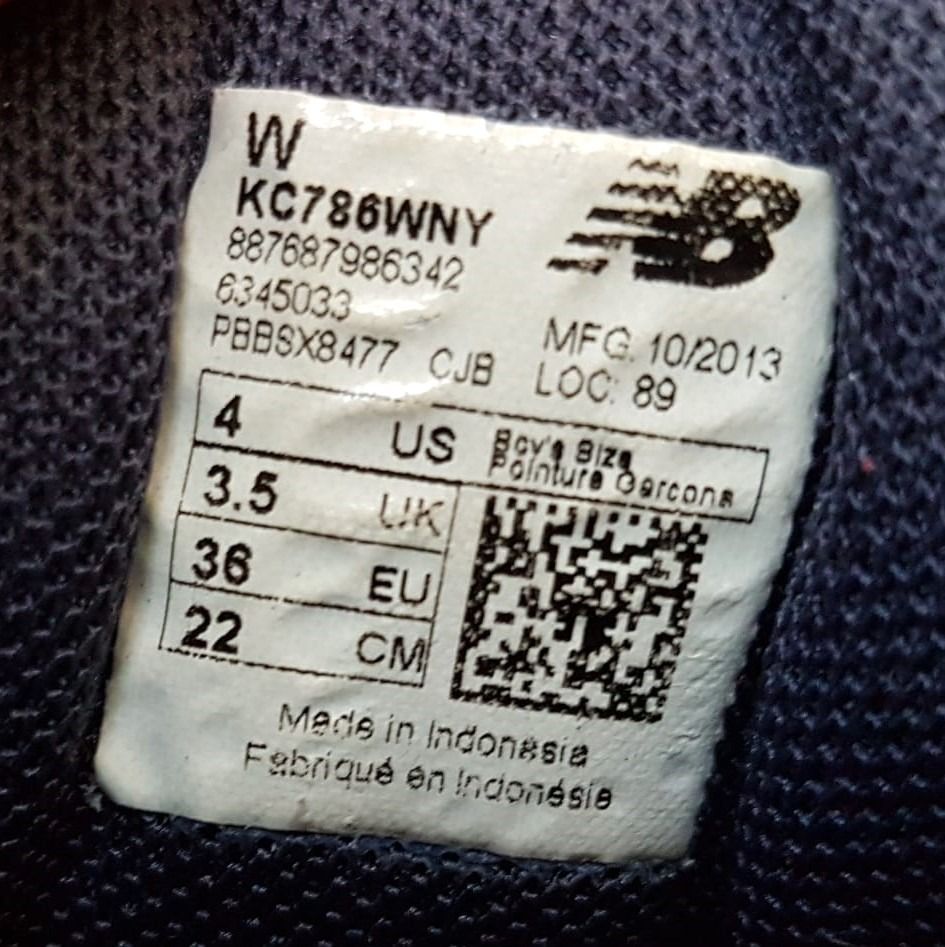 W
KC786WNY
887687986342
6345033
PBBSX8477 CJB
MFG. 10/2013
LOC: 89
4 US
Boy's Size
Pointure Garcons
3.5 UK
36 EU
22 CM
Made in Indonesia
Fabriqué en Indonésie
NB